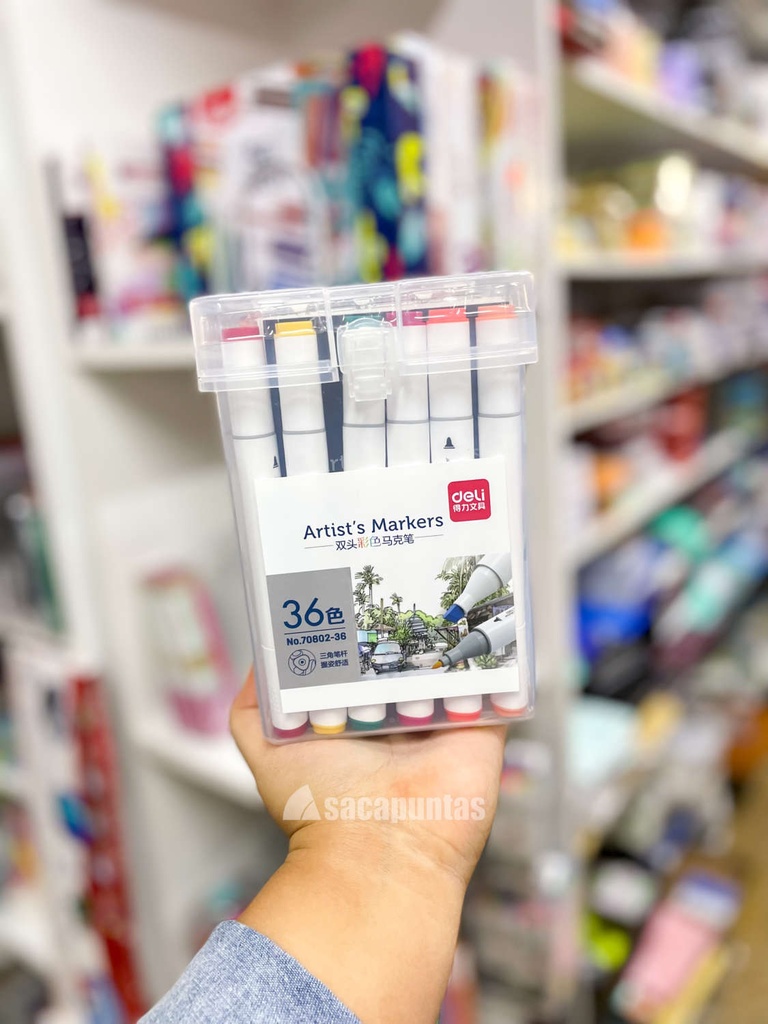 deli
得力文具
Artist's Markers
双头彩色马克笔
36色
No.70802-36
三角笔杆
握姿舒适
sacapuntas